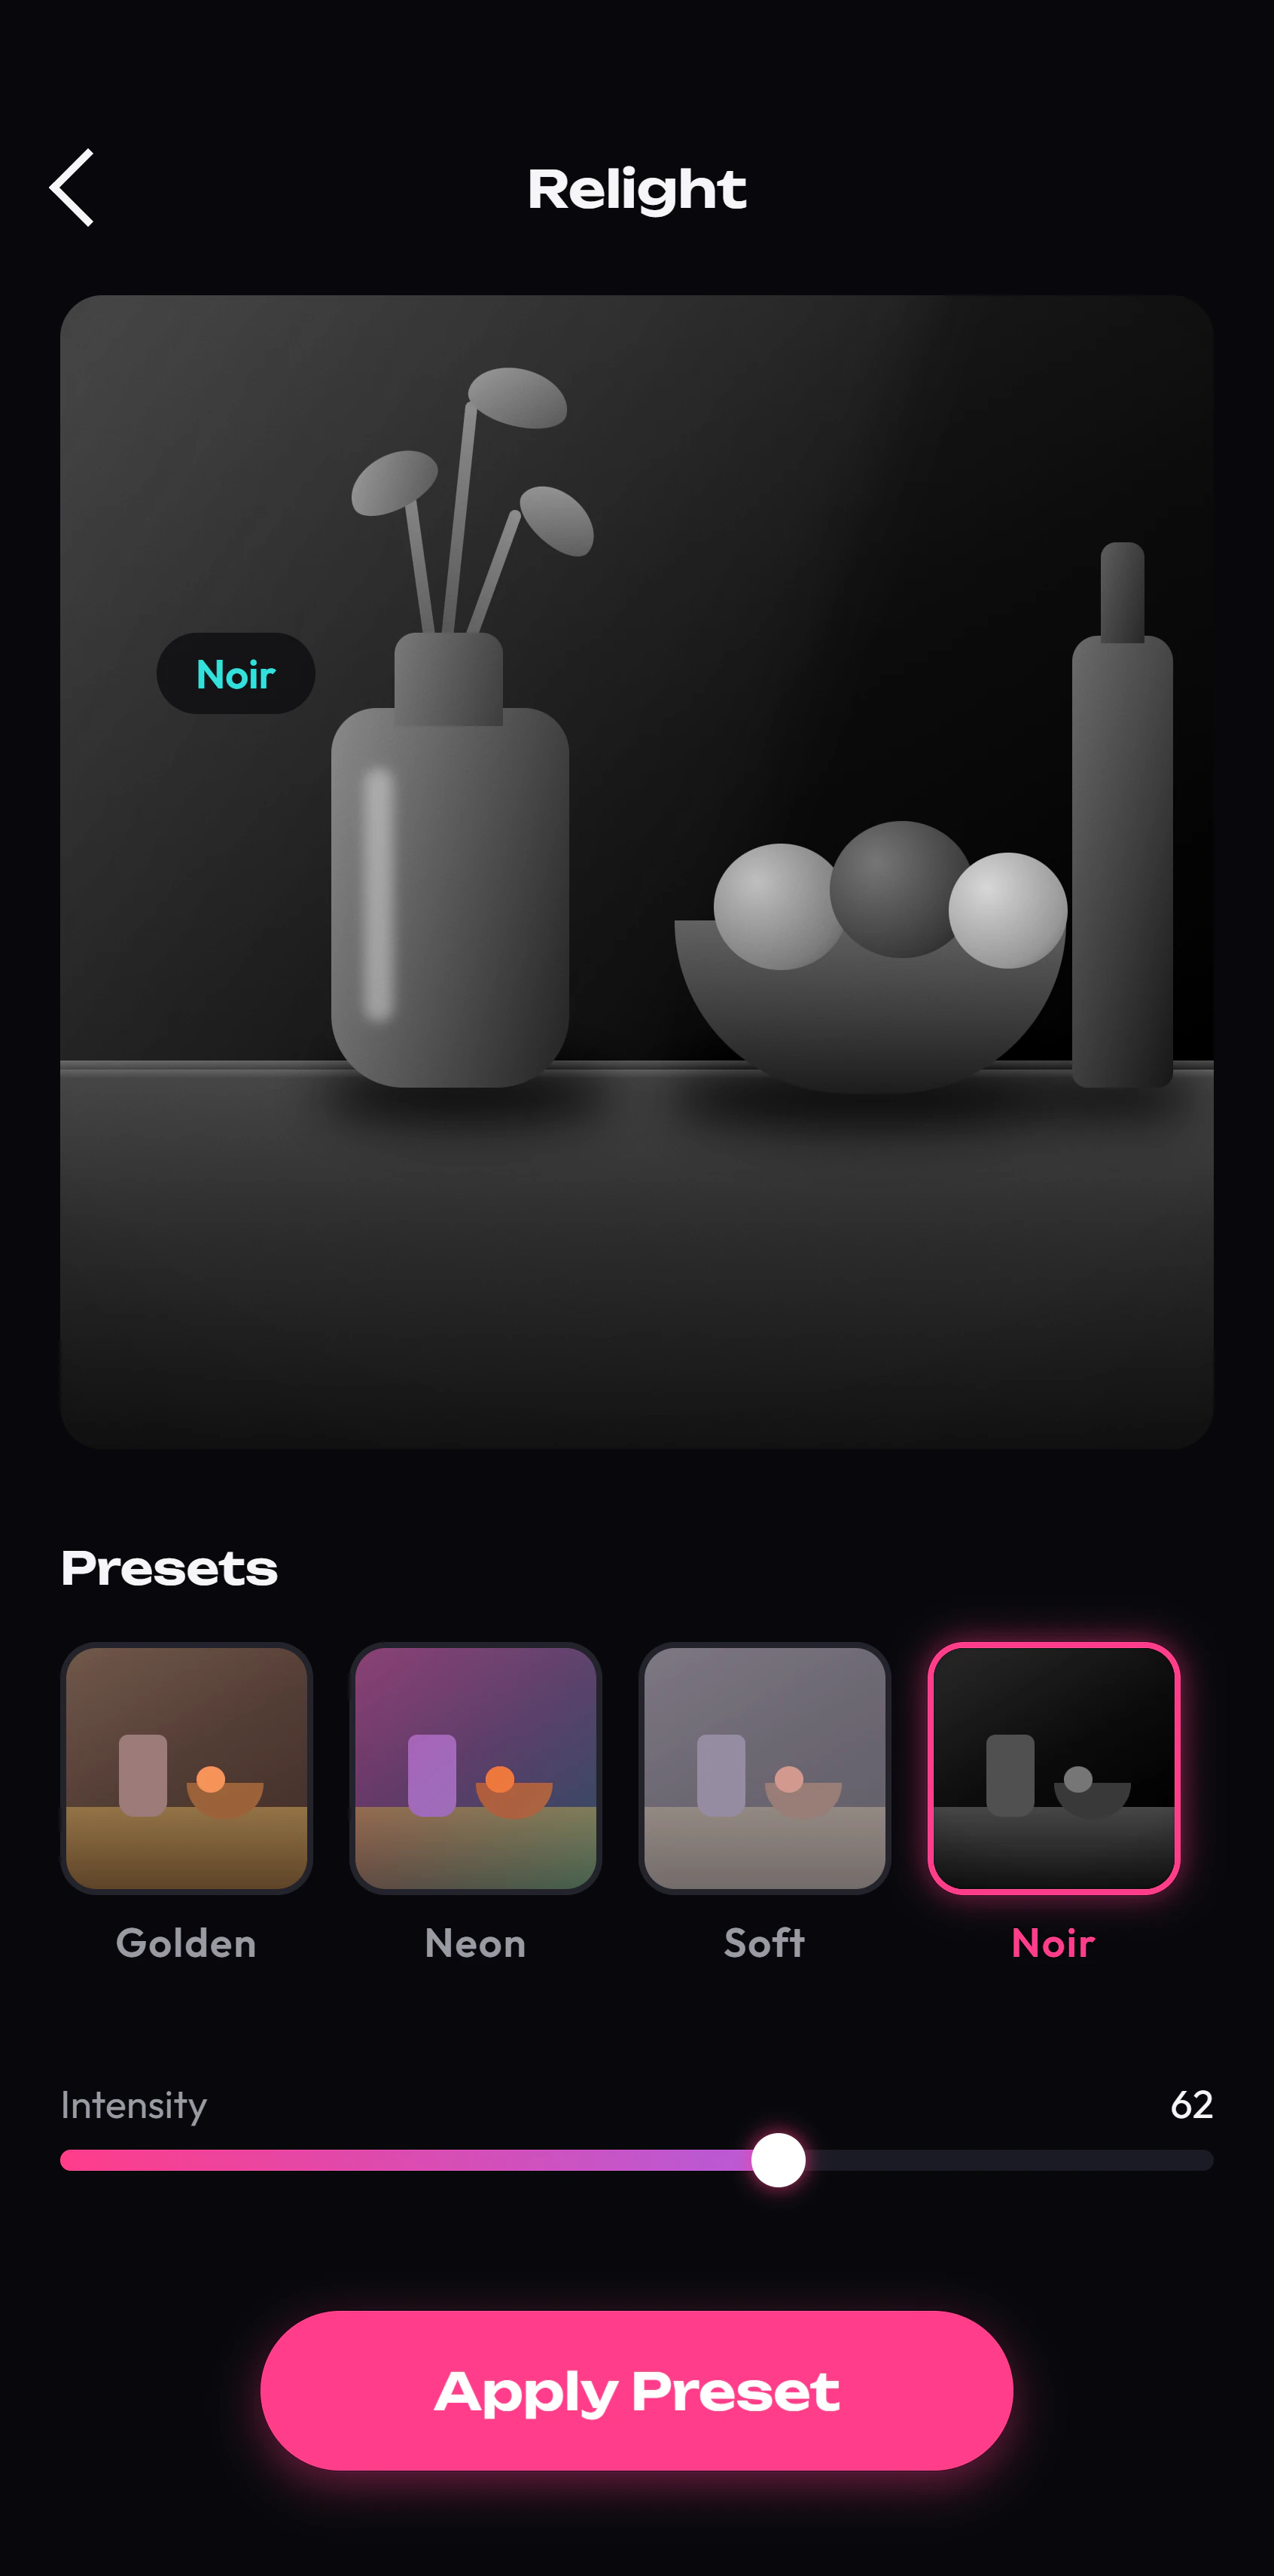 Relight
Noir
Presets
Golden Neon Soft Noir
Intensity 62
Apply Preset